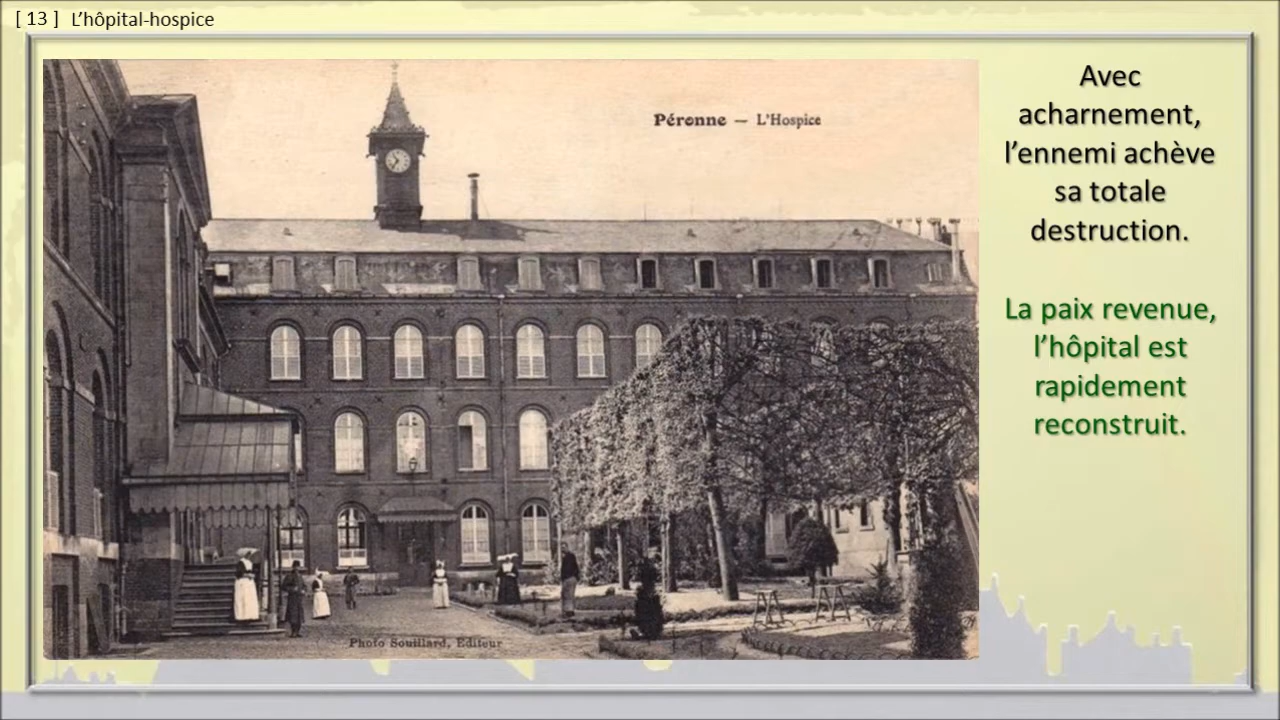 [ 13 ] L’hôpital-hospice
Péronne — L'Hospice
Photo Souillard, Editeur
Avec
acharnement,
l’ennemi achève
sa totale
destruction.
La paix revenue,
l’hôpital est
rapidement
reconstruit.